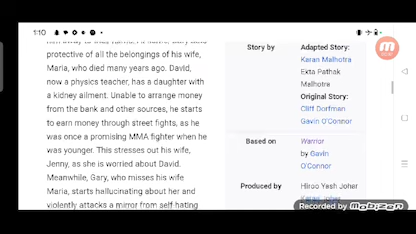 1:10
protective of all the belongings of his wife,
Maria, who died many years ago. David,
now a physics teacher, has a daughter with
a kidney ailment. Unable to arrange money
from the bank and other sources, he starts
to earn money through street fights, as
he was once a promising MMA fighter when he
was younger. This stresses out his wife,
Jenny, as she is worried about David.
Meanwhile, Gary, who misses his wife
Maria, starts hallucinating about her and
violently attacks a mirror from self-hating
Story by
Adapted Story:
Karan Malhotra
Ekta Pathak
Malhotra
Original Story:
Cliff Dorfman
Gavin O'Connor
Based on
Warrior
by Gavin
O'Connor
Produced by
Hiroo Yash Johar
Karan Johar
Recorded by Mobizen